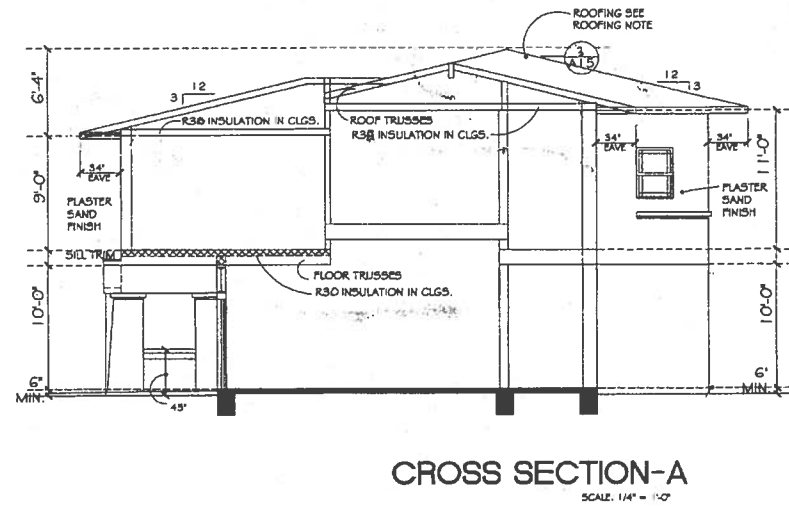 ROOFING SEE
ROOFING NOTE
3
A1.5
12
3
12
3
6'-4"
R38 INSULATION IN CLGS.
ROOF TRUSSES
R38 INSULATION IN CLGS.
34"
EAVE
34"
EAVE
34"
EAVE
11'-0"
9'-0"
PLASTER
SAND
FINISH
PLASTER
SAND
FINISH
SILL TRIM
FLOOR TRUSSES
R30 INSULATION IN CLGS.
10'-0"
10'-0"
6"
MIN.
45"
6"
MIN.
CROSS SECTION-A
SCALE: 1/4" = 1'-0"